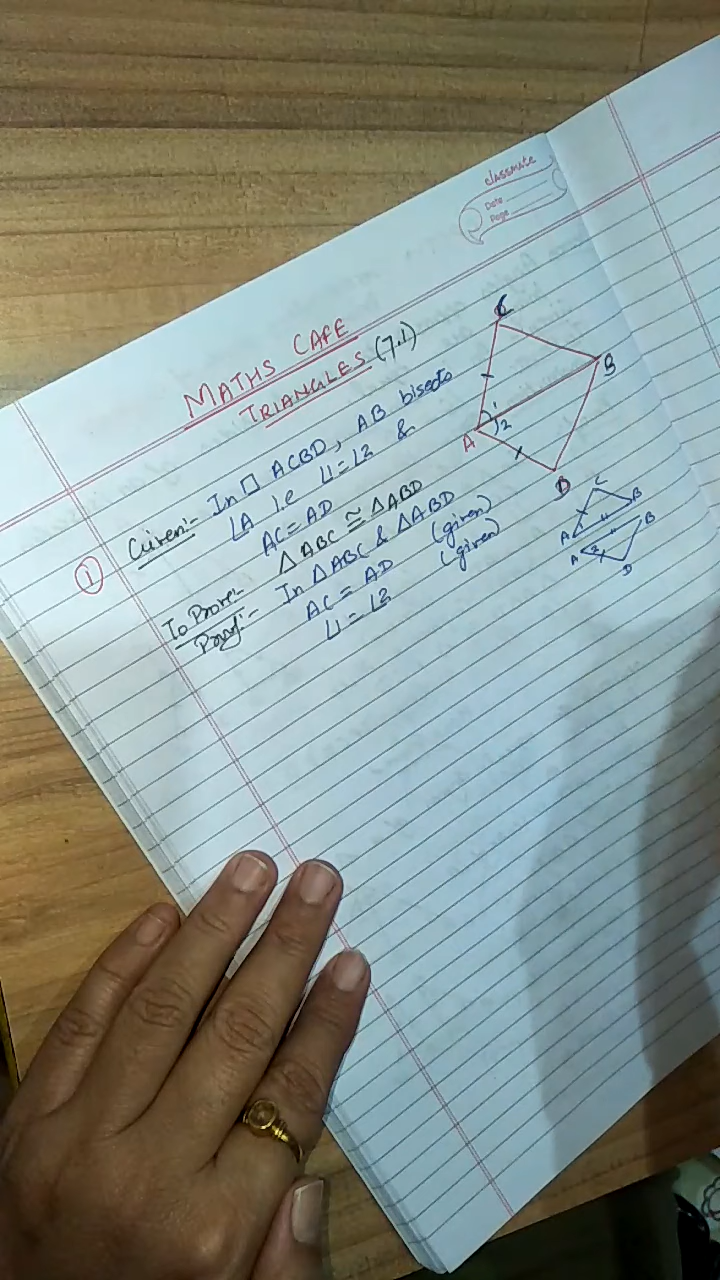 classmate
Date
Page
MATHS CAFE
TRIANGLES (7.1)
① Given:- In □ ACBD, AB bisects
∠A i.e ∠1=∠2 &
AC=AD
To Prove:- △ABC ≅ △ABD
Proof:- In △ABC & △ABD
AC = AD (given)
∠1=∠2 (given)
C
B
A
1
2
D
C
A
B
B
A
2
D